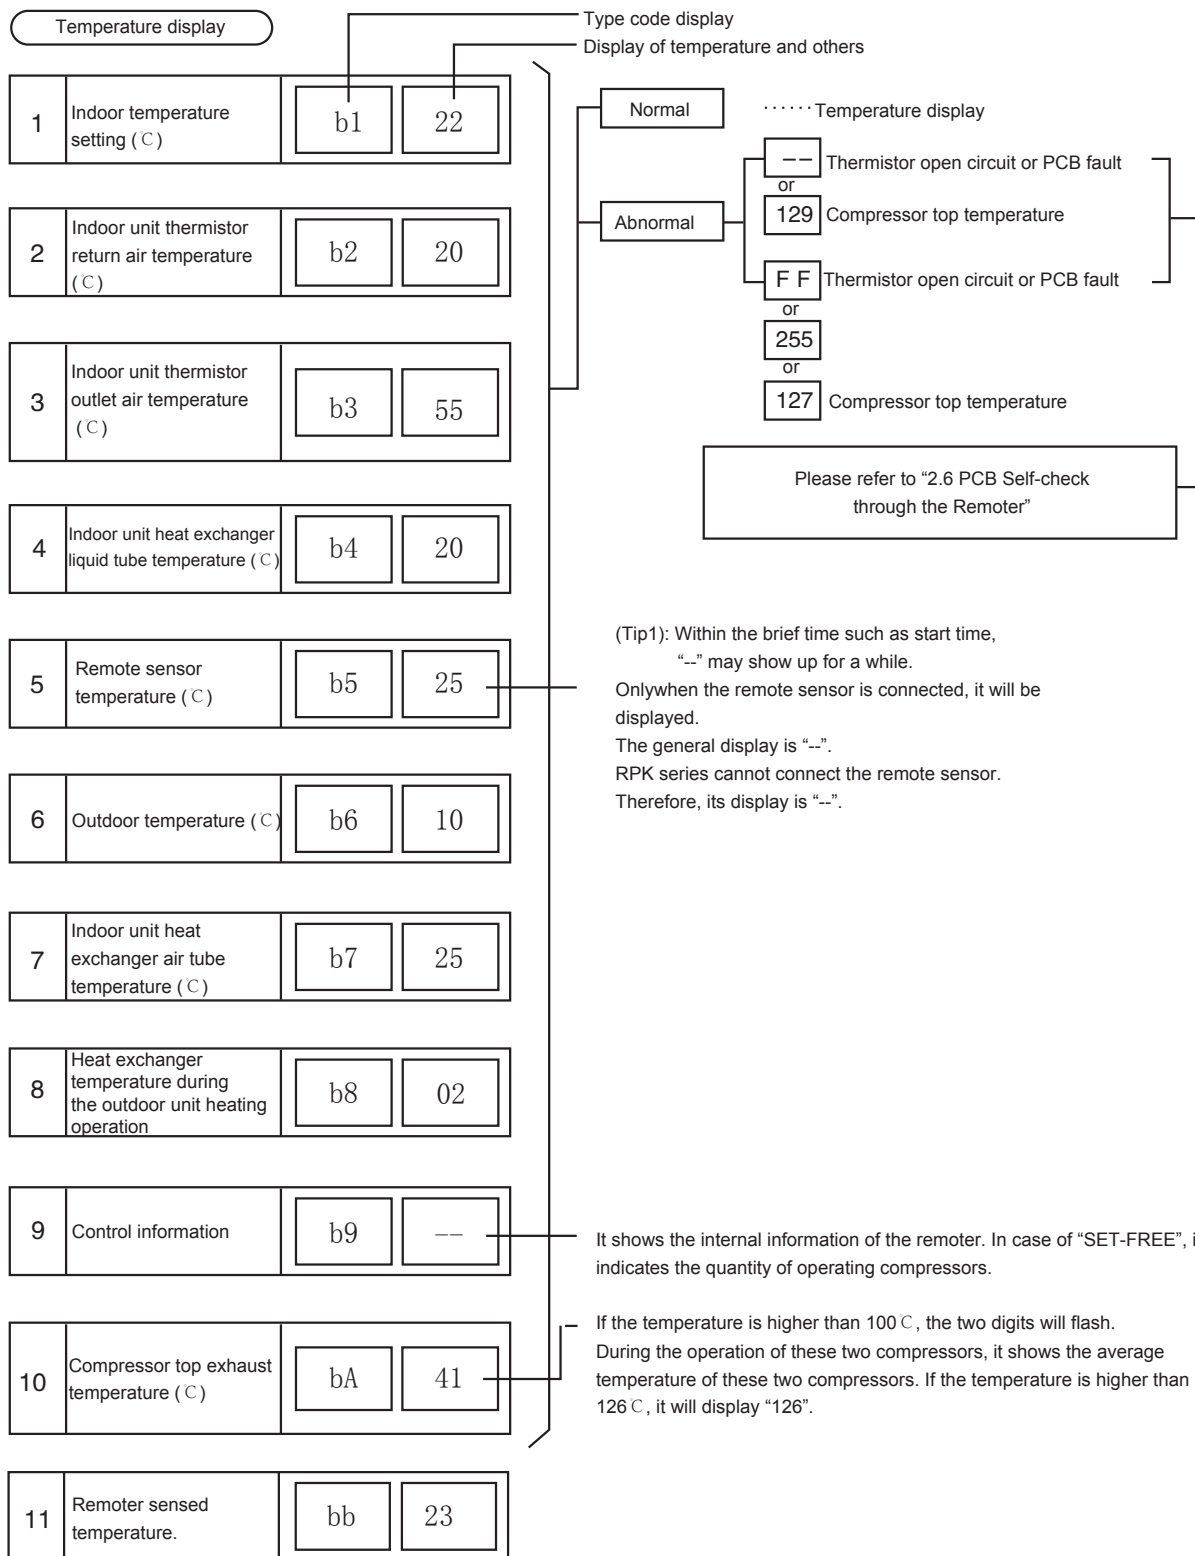 Temperature display
Type code display
Display of temperature and others
1
Indoor temperature
setting (℃)
b1
22
Normal
······Temperature display
-- Thermistor open circuit or PCB fault
or
Abnormal
129 Compressor top temperature
2
Indoor unit thermistor
return air temperature
(℃)
b2
20
F F Thermistor open circuit or PCB fault
or
255
or
127 Compressor top temperature
3
Indoor unit thermistor
outlet air temperature
(℃)
b3
55
Please refer to “2.6 PCB Self-check
through the Remoter”
4
Indoor unit heat exchanger
liquid tube temperature (℃)
b4
20
5
Remote sensor
temperature (℃)
b5
25
(Tip1): Within the brief time such as start time,
“--” may show up for a while.
Onlywhen the remote sensor is connected, it will be
displayed.
The general display is “--”.
RPK series cannot connect the remote sensor.
Therefore, its display is “--”.
6
Outdoor temperature (℃)
b6
10
7
Indoor unit heat
exchanger air tube
temperature (℃)
b7
25
8
Heat exchanger
temperature during
the outdoor unit heating
operation
b8
02
9
Control information
b9
--
It shows the internal information of the remoter. In case of “SET-FREE”, i
indicates the quantity of operating compressors.
10
Compressor top exhaust
temperature (℃)
bA
41
If the temperature is higher than 100℃, the two digits will flash.
During the operation of these two compressors, it shows the average
temperature of these two compressors. If the temperature is higher than
126℃, it will display “126”.
11
Remoter sensed
temperature.
bb
23